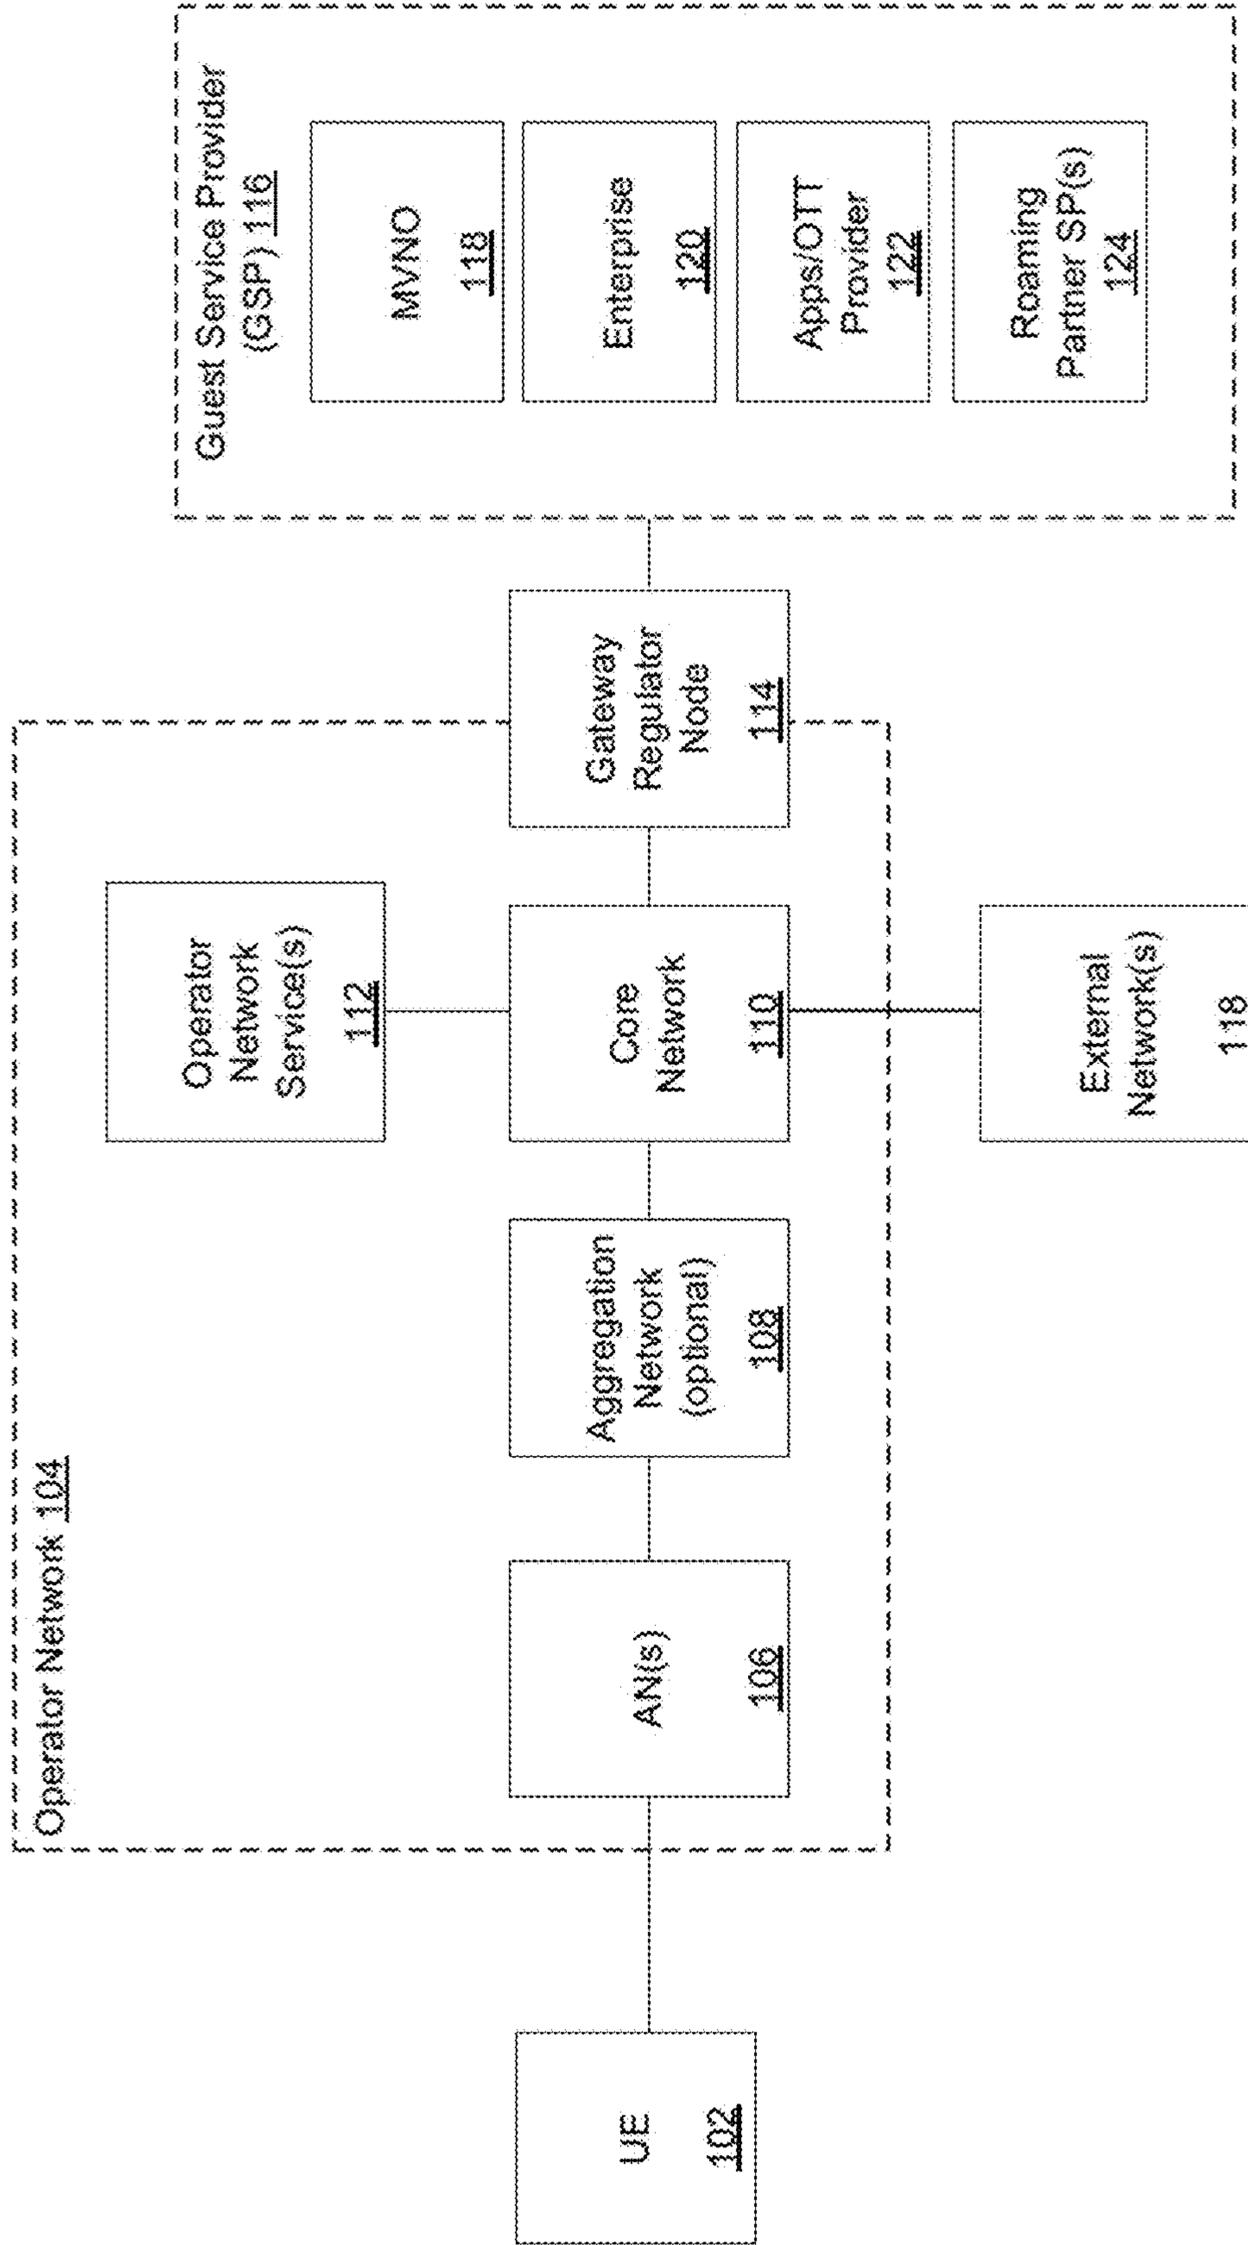 Operator Network 104
UE
102
AN(s)
106
Aggregation
Network
(optional)
108
Operator
Network
Service(s)
112
Core
Network
110
External
Network(s)
118
Gateway
Regulator
Node
114
Guest Service Provider
(GSP) 116
MVNO
118
Enterprise
120
Apps/OTT
Provider
122
Roaming
Partner SP(s)
124